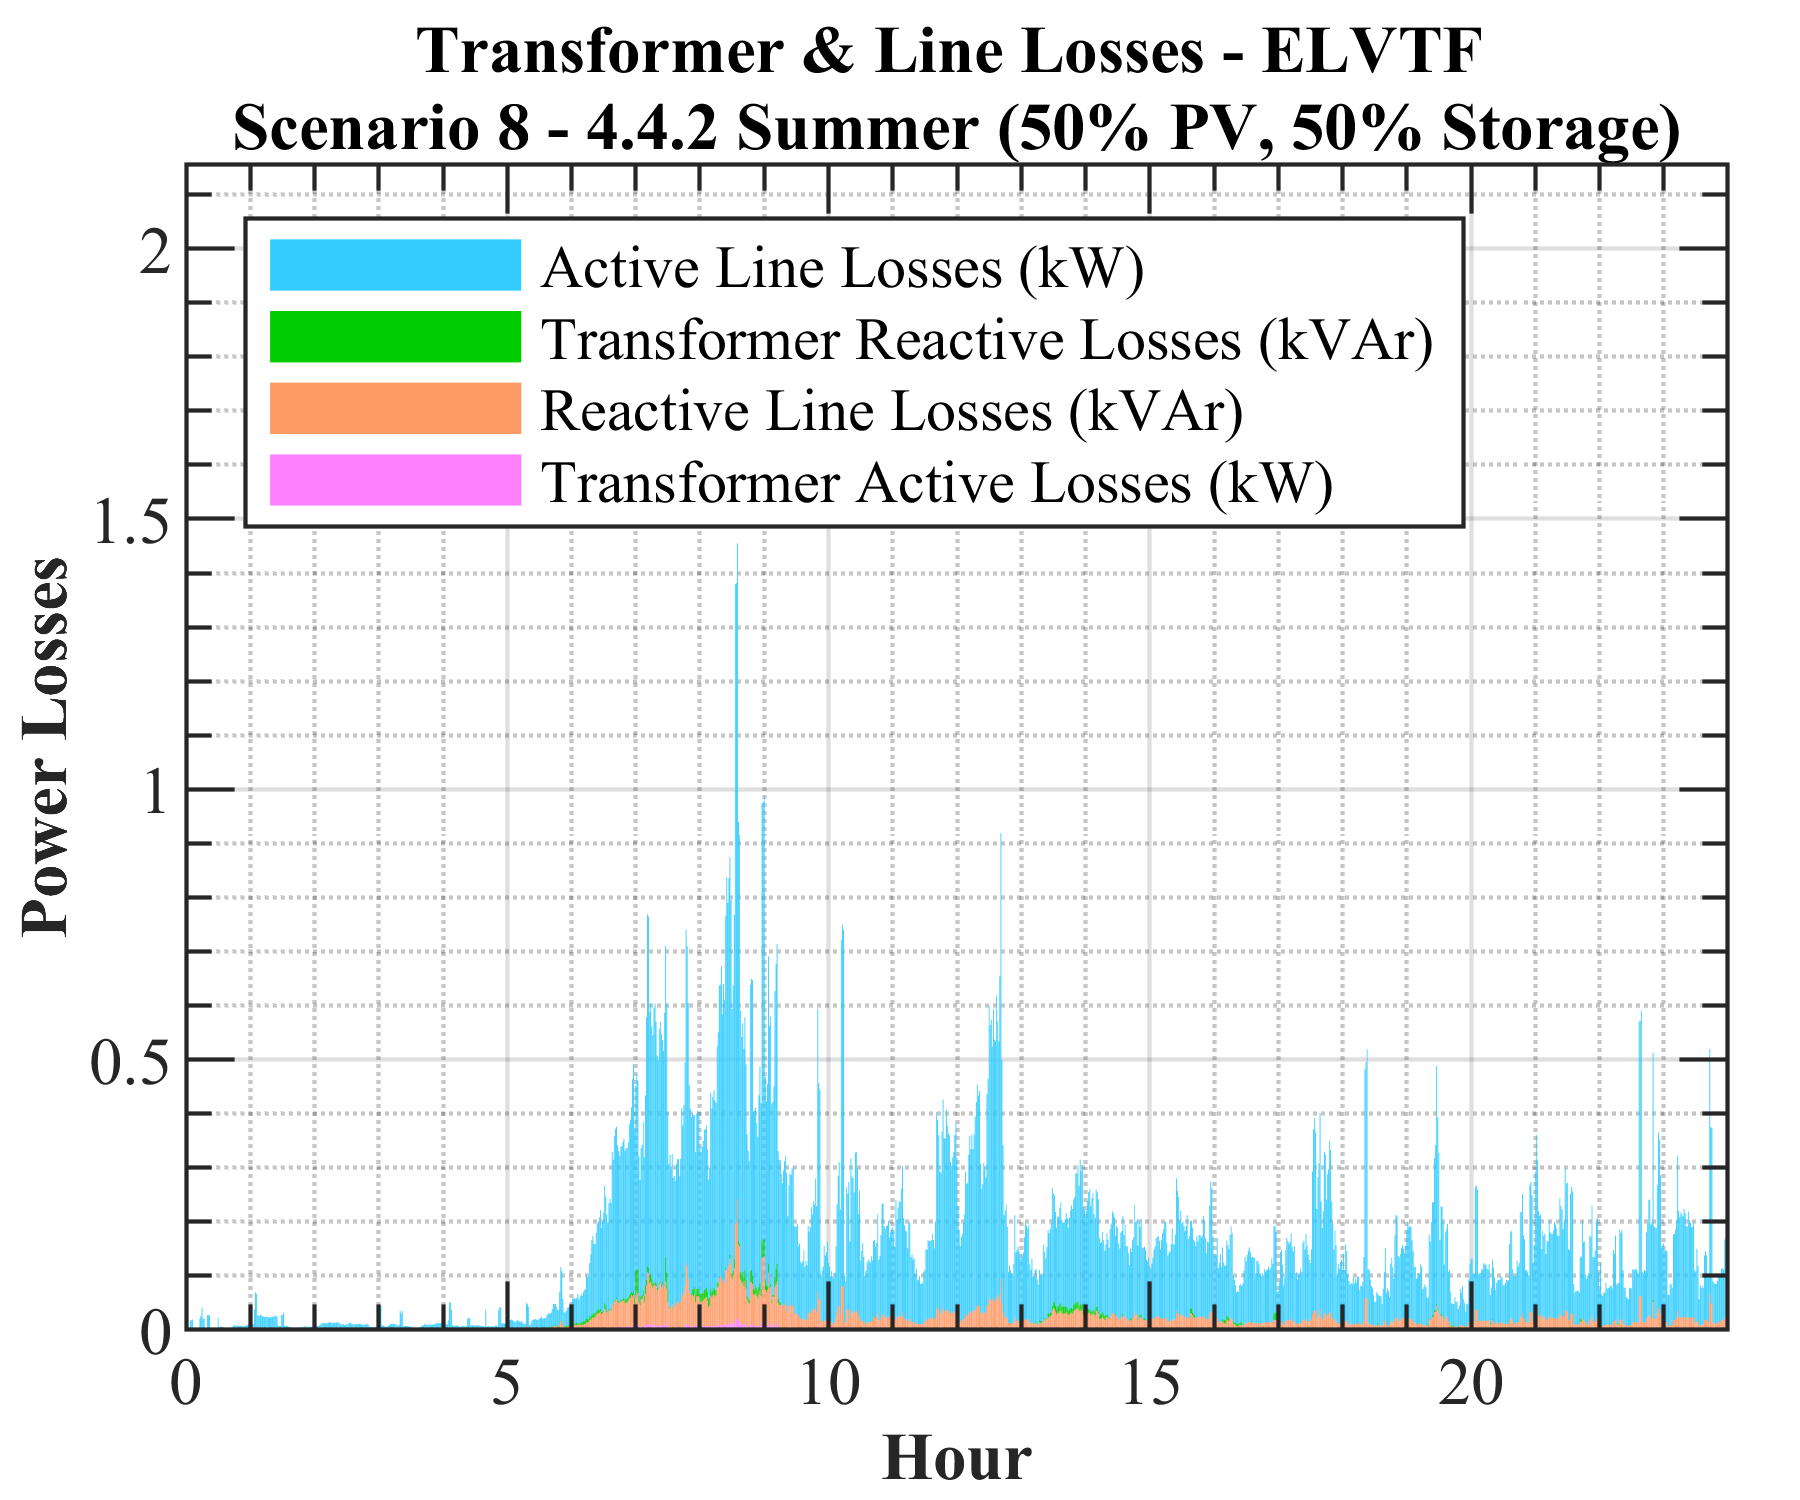 Transformer & Line Losses - ELVTF
Scenario 8 - 4.4.2 Summer (50% PV, 50% Storage)
Active Line Losses (kW)
Transformer Reactive Losses (kVAr)
Reactive Line Losses (kVAr)
Transformer Active Losses (kW)
Power Losses
2
1.5
1
0.5
0
0 5 10 15 20
Hour